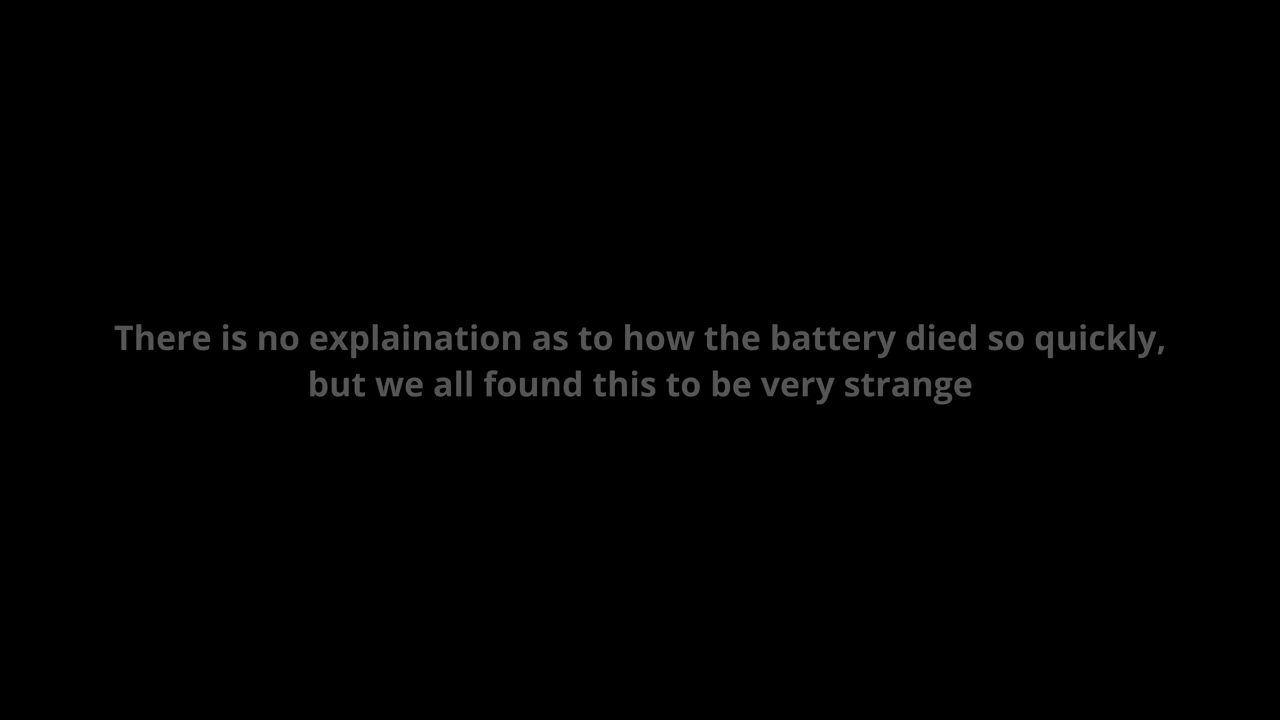 There is no explaination as to how the battery died so quickly,
but we all found this to be very strange